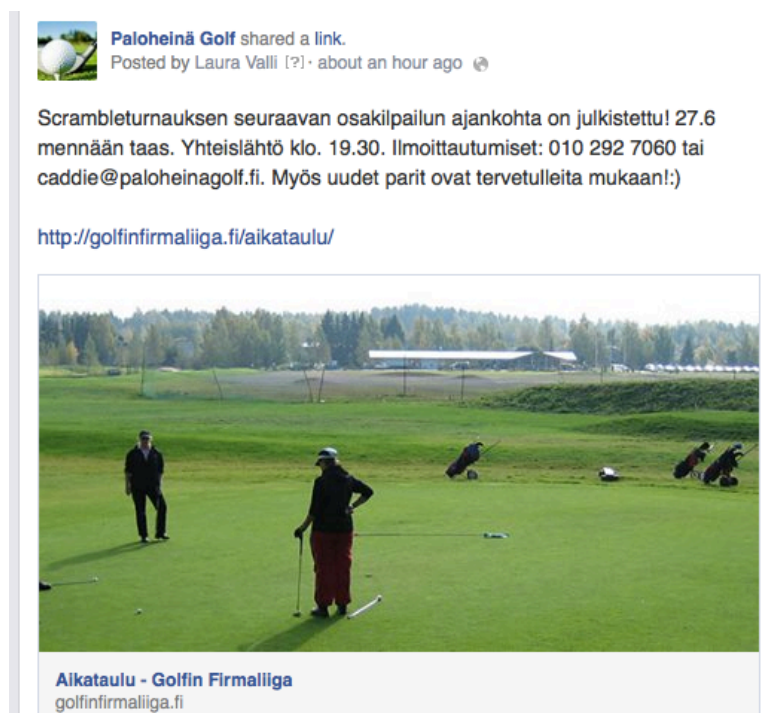 Paloheinä Golf shared a link.
Posted by Laura Valli [?] · about an hour ago
Scrambleturnauksen seuraavan osakilpailun ajankohta on julkistettu! 27.6
mennään taas. Yhteislähtö klo. 19.30. Ilmoittautumiset: 010 292 7060 tai
caddie@paloheinagolf.fi. Myös uudet parit ovat tervetulleita mukaan!:)
http://golfinfirmaliiga.fi/aikataulu/
Aikataulu - Golfin Firmaliiga
golfinfirmaliiga.fi